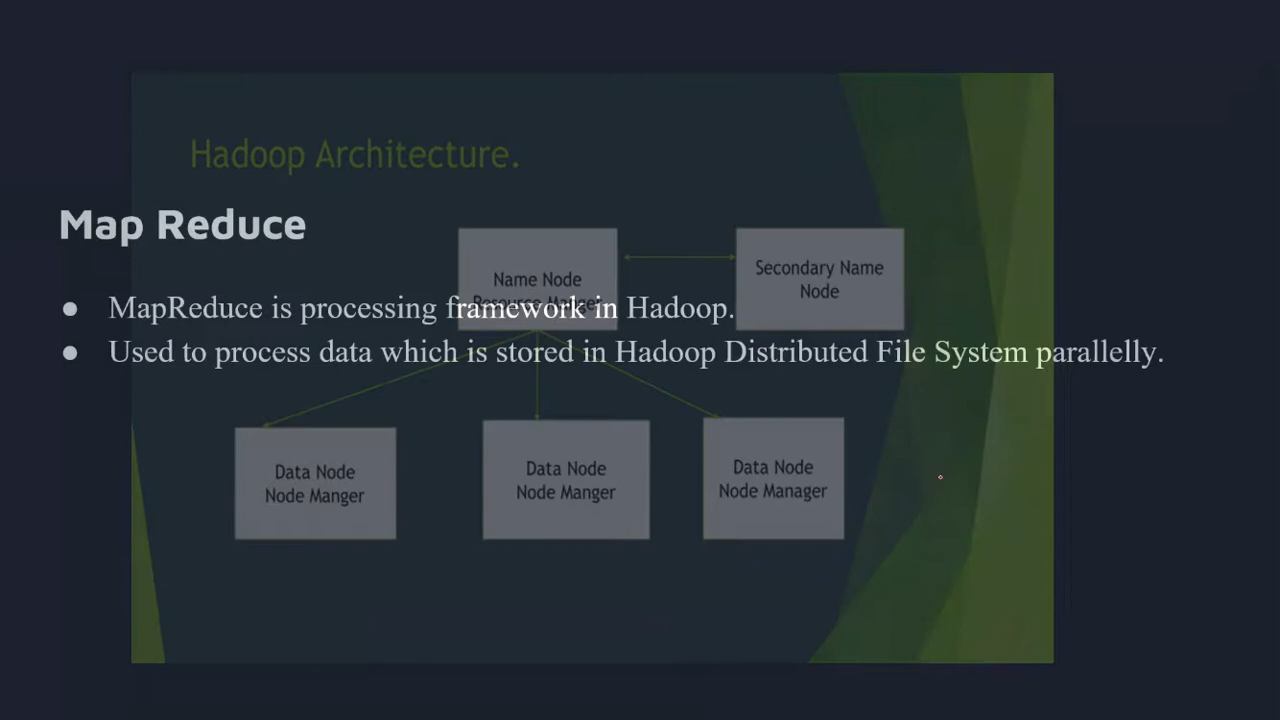 Hadoop Architecture.
Map Reduce
Name Node
Resource Manger
Secondary Name
Node
● MapReduce is processing framework in Hadoop.
● Used to process data which is stored in Hadoop Distributed File System parallelly.
Data Node
Node Manger
Data Node
Node Manger
Data Node
Node Manager